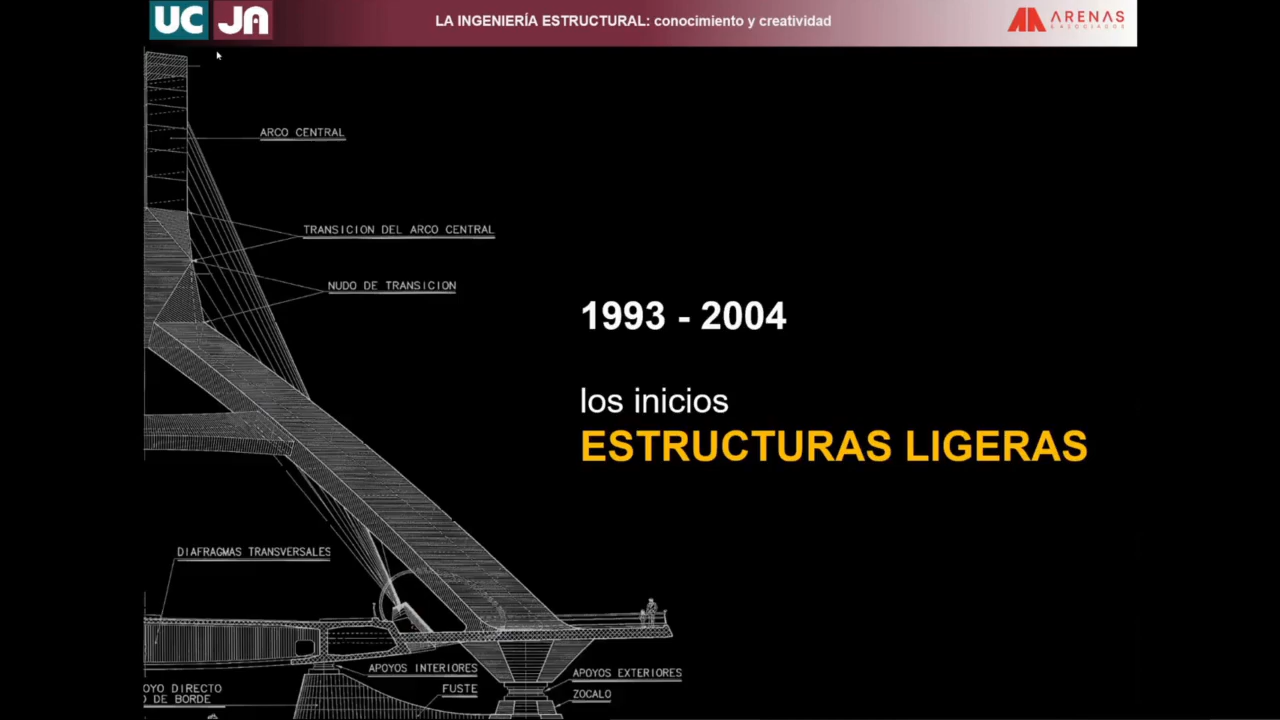 UC JA
LA INGENIERÍA ESTRUCTURAL: conocimiento y creatividad
ARENAS
& ASOCIADOS
ARCO CENTRAL
TRANSICION DEL ARCO CENTRAL
NUDO DE TRANSICION
1993 - 2004
los inicios
ESTRUCTURAS LIGERAS
DIAFRAGMAS TRANSVERSALES
APOYOS INTERIORES
APOYOS EXTERIORES
OYO DIRECTO
O DE BORDE
FUSTE
ZOCALO